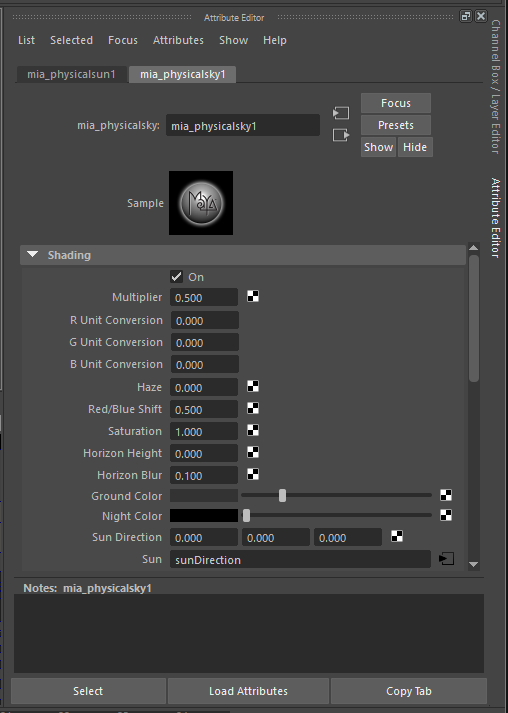 Attribute Editor
List Selected Focus Attributes Show Help
mia_physicalsun1 mia_physicalsky1
Focus
mia_physicalsky: mia_physicalsky1 Presets
Show Hide
Sample MAYA
Shading
On
Multiplier 0.500
R Unit Conversion 0.000
G Unit Conversion 0.000
B Unit Conversion 0.000
Haze 0.000
Red/Blue Shift 0.500
Saturation 1.000
Horizon Height 0.000
Horizon Blur 0.100
Ground Color
Night Color
Sun Direction 0.000 0.000 0.000
Sun sunDirection
Notes: mia_physicalsky1
Select Load Attributes Copy Tab
Channel Box / Layer Editor
Attribute Editor